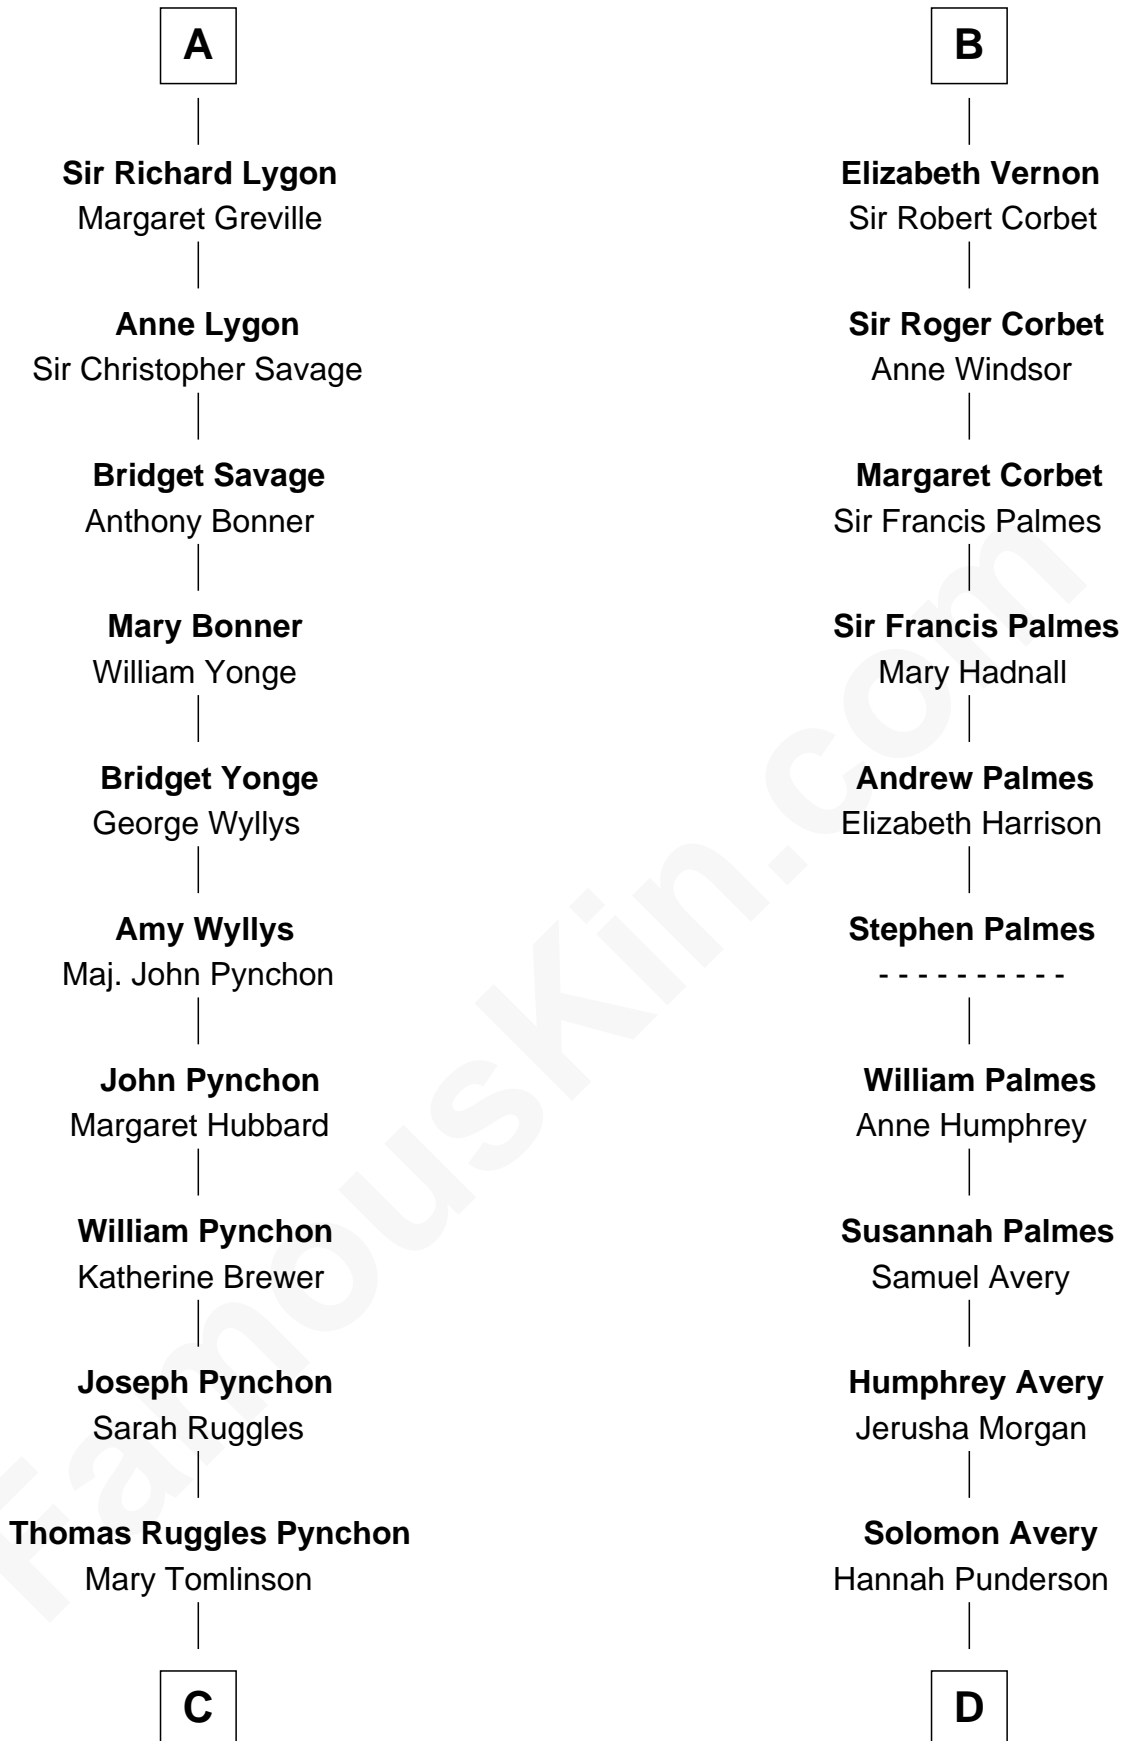 A
Sir Richard Lygon
Margaret Greville
Anne Lygon
Sir Christopher Savage
Bridget Savage
Anthony Bonner
Mary Bonner
William Yonge
Bridget Yonge
George Wyllys
Amy Wyllys
Maj. John Pynchon
John Pynchon
Margaret Hubbard
William Pynchon
Katherine Brewer
Joseph Pynchon
Sarah Ruggles
Thomas Ruggles Pynchon
Mary Tomlinson
C
B
Elizabeth Vernon
Sir Robert Corbet
Sir Roger Corbet
Anne Windsor
Margaret Corbet
Sir Francis Palmes
Sir Francis Palmes
Mary Hadnall
Andrew Palmes
Elizabeth Harrison
Stephen Palmes
- - - - - - - - - -
William Palmes
Anne Humphrey
Susannah Palmes
Samuel Avery
Humphrey Avery
Jerusha Morgan
Solomon Avery
Hannah Punderson
D
FamousKin.com